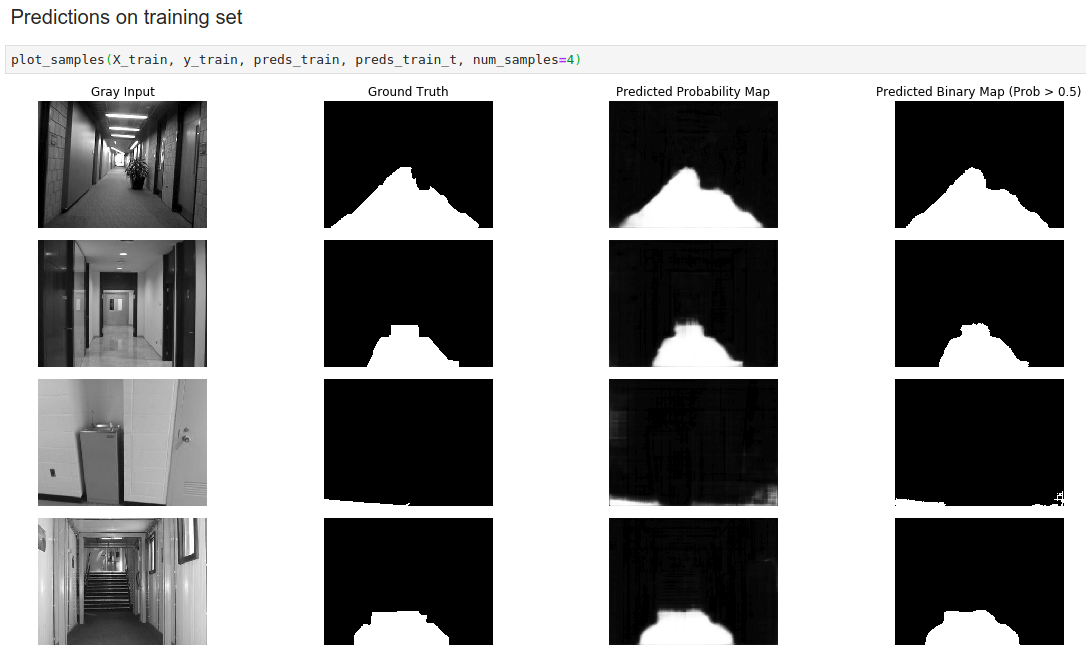 Predictions on training set
plot_samples(X_train, y_train, preds_train, preds_train_t, num_samples=4)
Gray Input Ground Truth Predicted Probability Map Predicted Binary Map (Prob > 0.5)